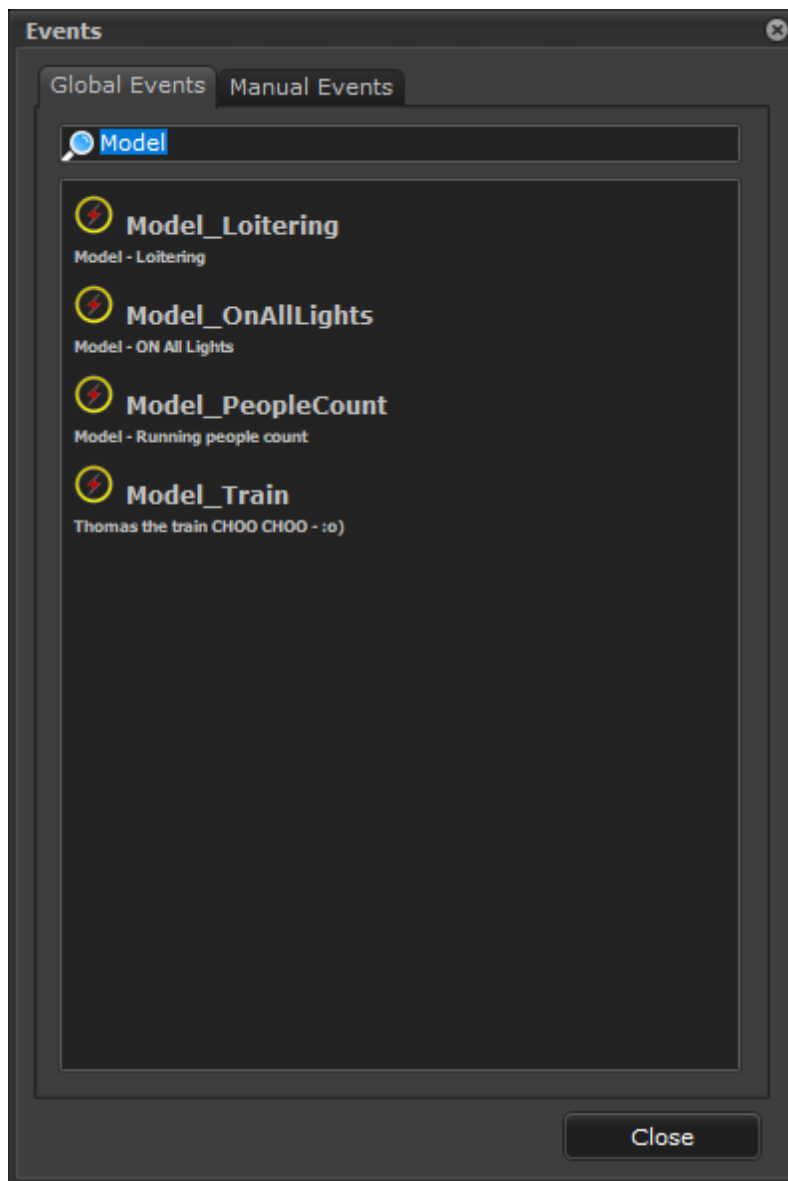 Events
Global Events Manual Events
Model
Model_Loitering
Model - Loitering
Model_OnAllLights
Model - ON All Lights
Model_PeopleCount
Model - Running people count
Model_Train
Thomas the train CHOO CHOO - :o)
Close